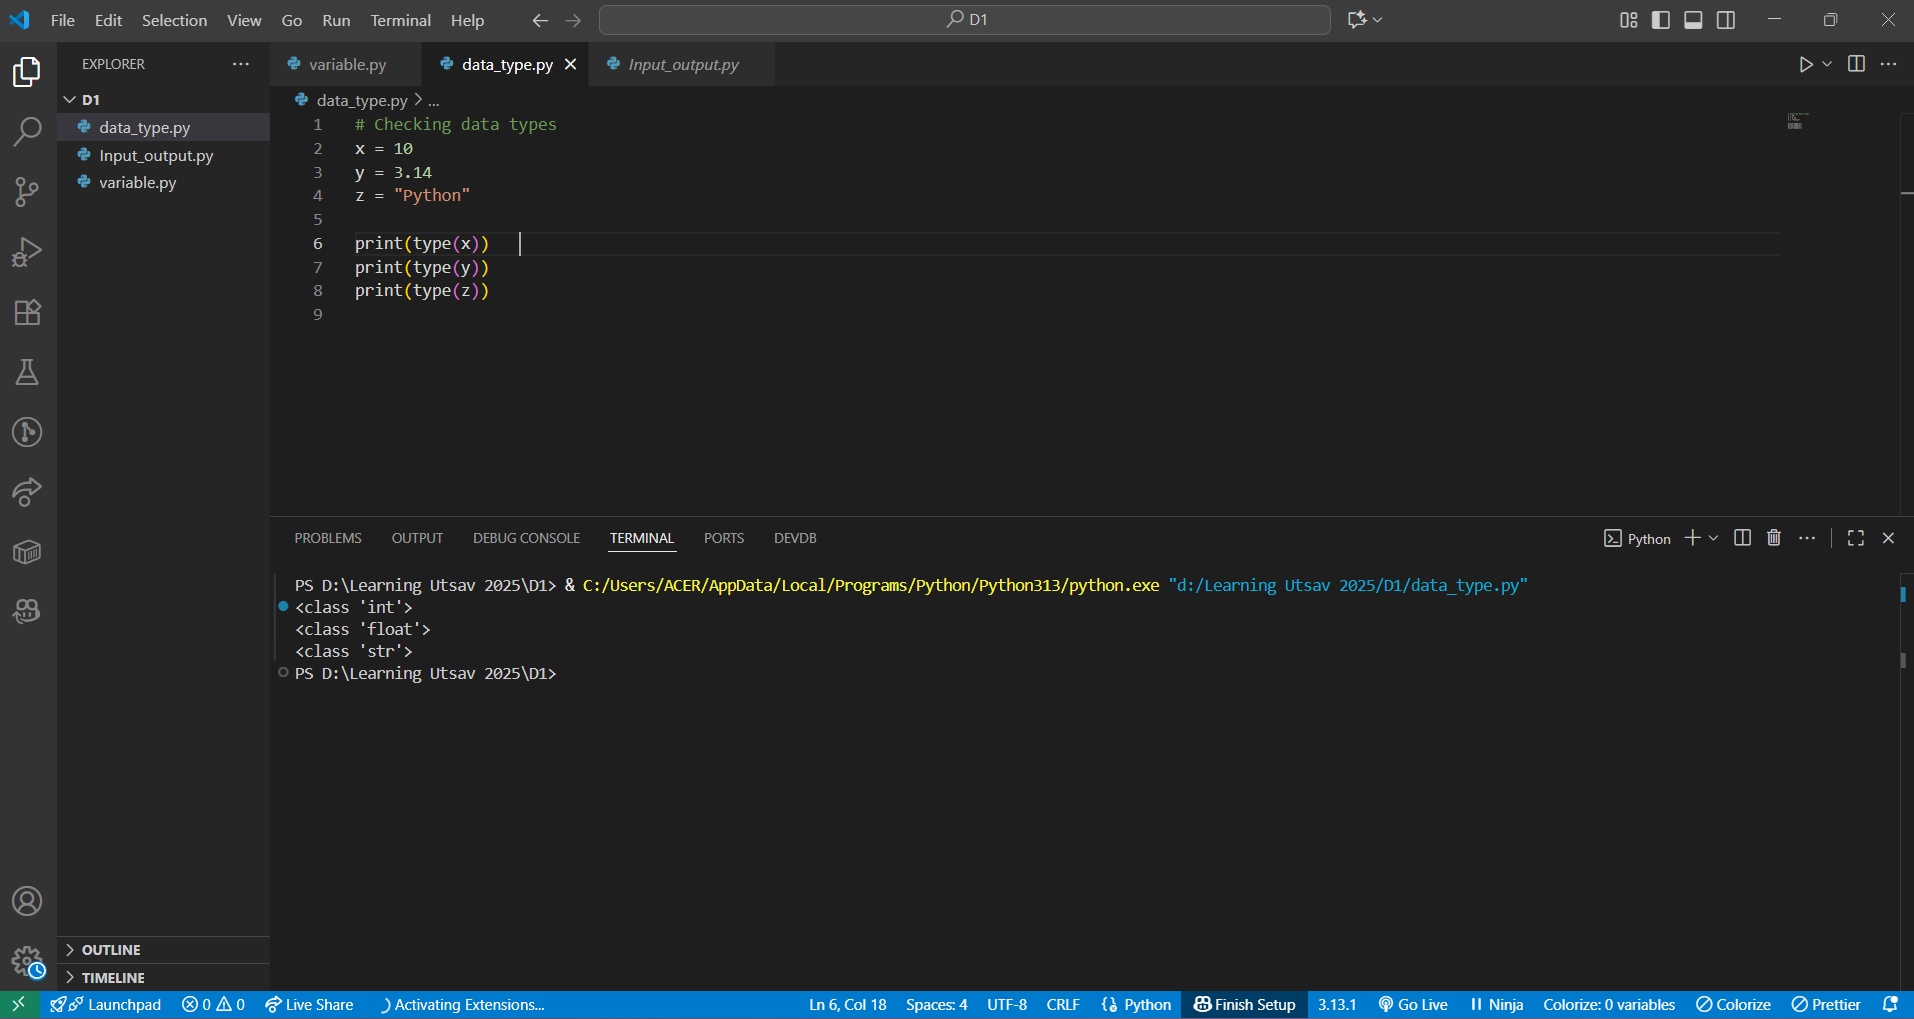 File Edit Selection View Go Run Terminal Help
D1
EXPLORER
D1
data_type.py
Input_output.py
variable.py
OUTLINE
TIMELINE
variable.py data_type.py Input_output.py
data_type.py > ...
1 # Checking data types
2 x = 10
3 y = 3.14
4 z = "Python"
5
6 print(type(x))
7 print(type(y))
8 print(type(z))
9
PROBLEMS OUTPUT DEBUG CONSOLE TERMINAL PORTS DEVDB
Python
PS D:\Learning Utsav 2025\D1> & C:/Users/ACER/AppData/Local/Programs/Python/Python313/python.exe "d:/Learning Utsav 2025/D1/data_type.py"
<class 'int'>
<class 'float'>
<class 'str'>
PS D:\Learning Utsav 2025\D1>
Launchpad 0 0 Live Share Activating Extensions... Ln 6, Col 18 Spaces: 4 UTF-8 CRLF Python Finish Setup 3.13.1 Go Live Ninja Colorize: 0 variables Colorize Prettier